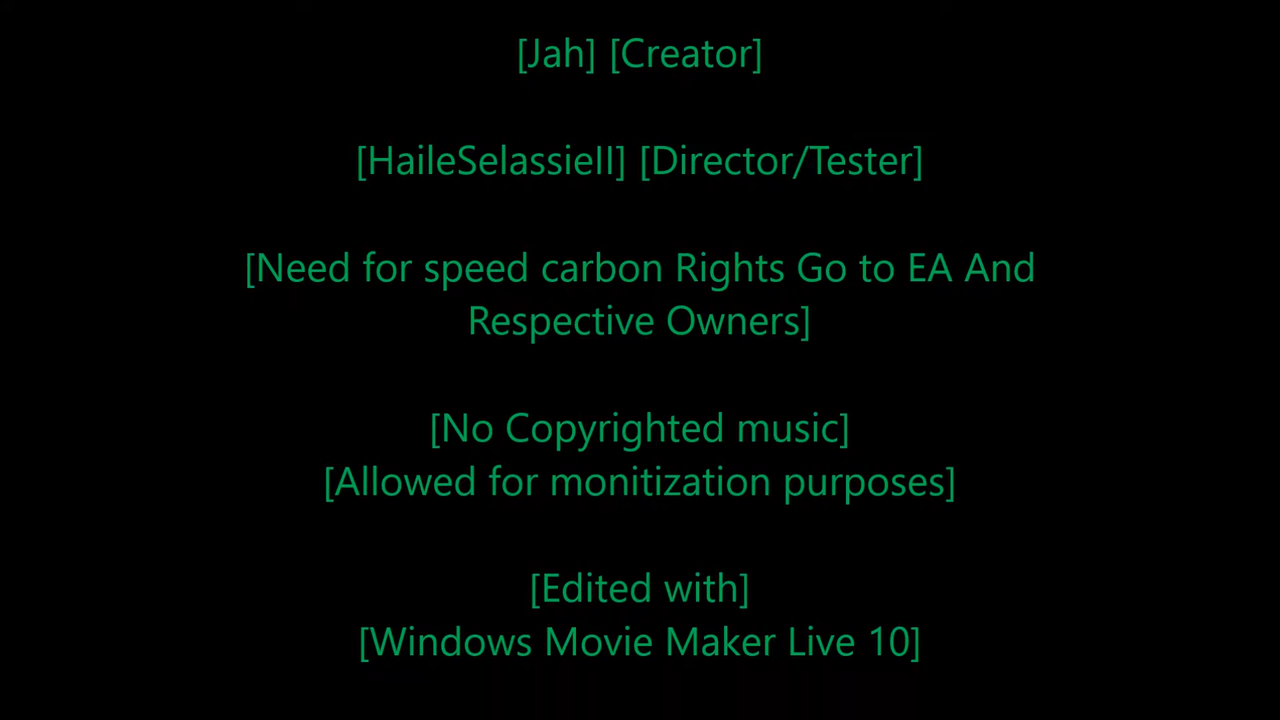 [Jah] [Creator]
[HaileSelassieII] [Director/Tester]
[Need for speed carbon Rights Go to EA And
Respective Owners]
[No Copyrighted music]
[Allowed for monitization purposes]
[Edited with]
[Windows Movie Maker Live 10]